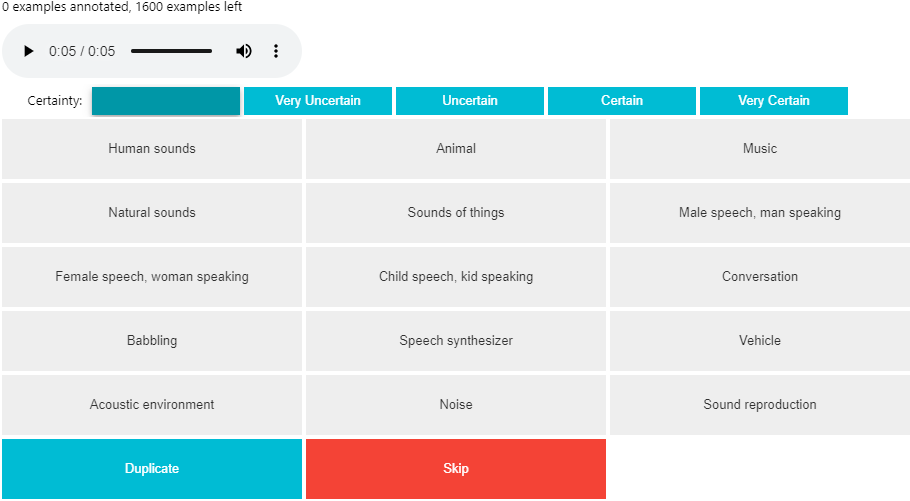 0 examples annotated, 1600 examples left
0:05 / 0:05
Certainty: Very Uncertain Uncertain Certain Very Certain
Human sounds Animal Music
Natural sounds Sounds of things Male speech, man speaking
Female speech, woman speaking Child speech, kid speaking Conversation
Babbling Speech synthesizer Vehicle
Acoustic environment Noise Sound reproduction
Duplicate Skip